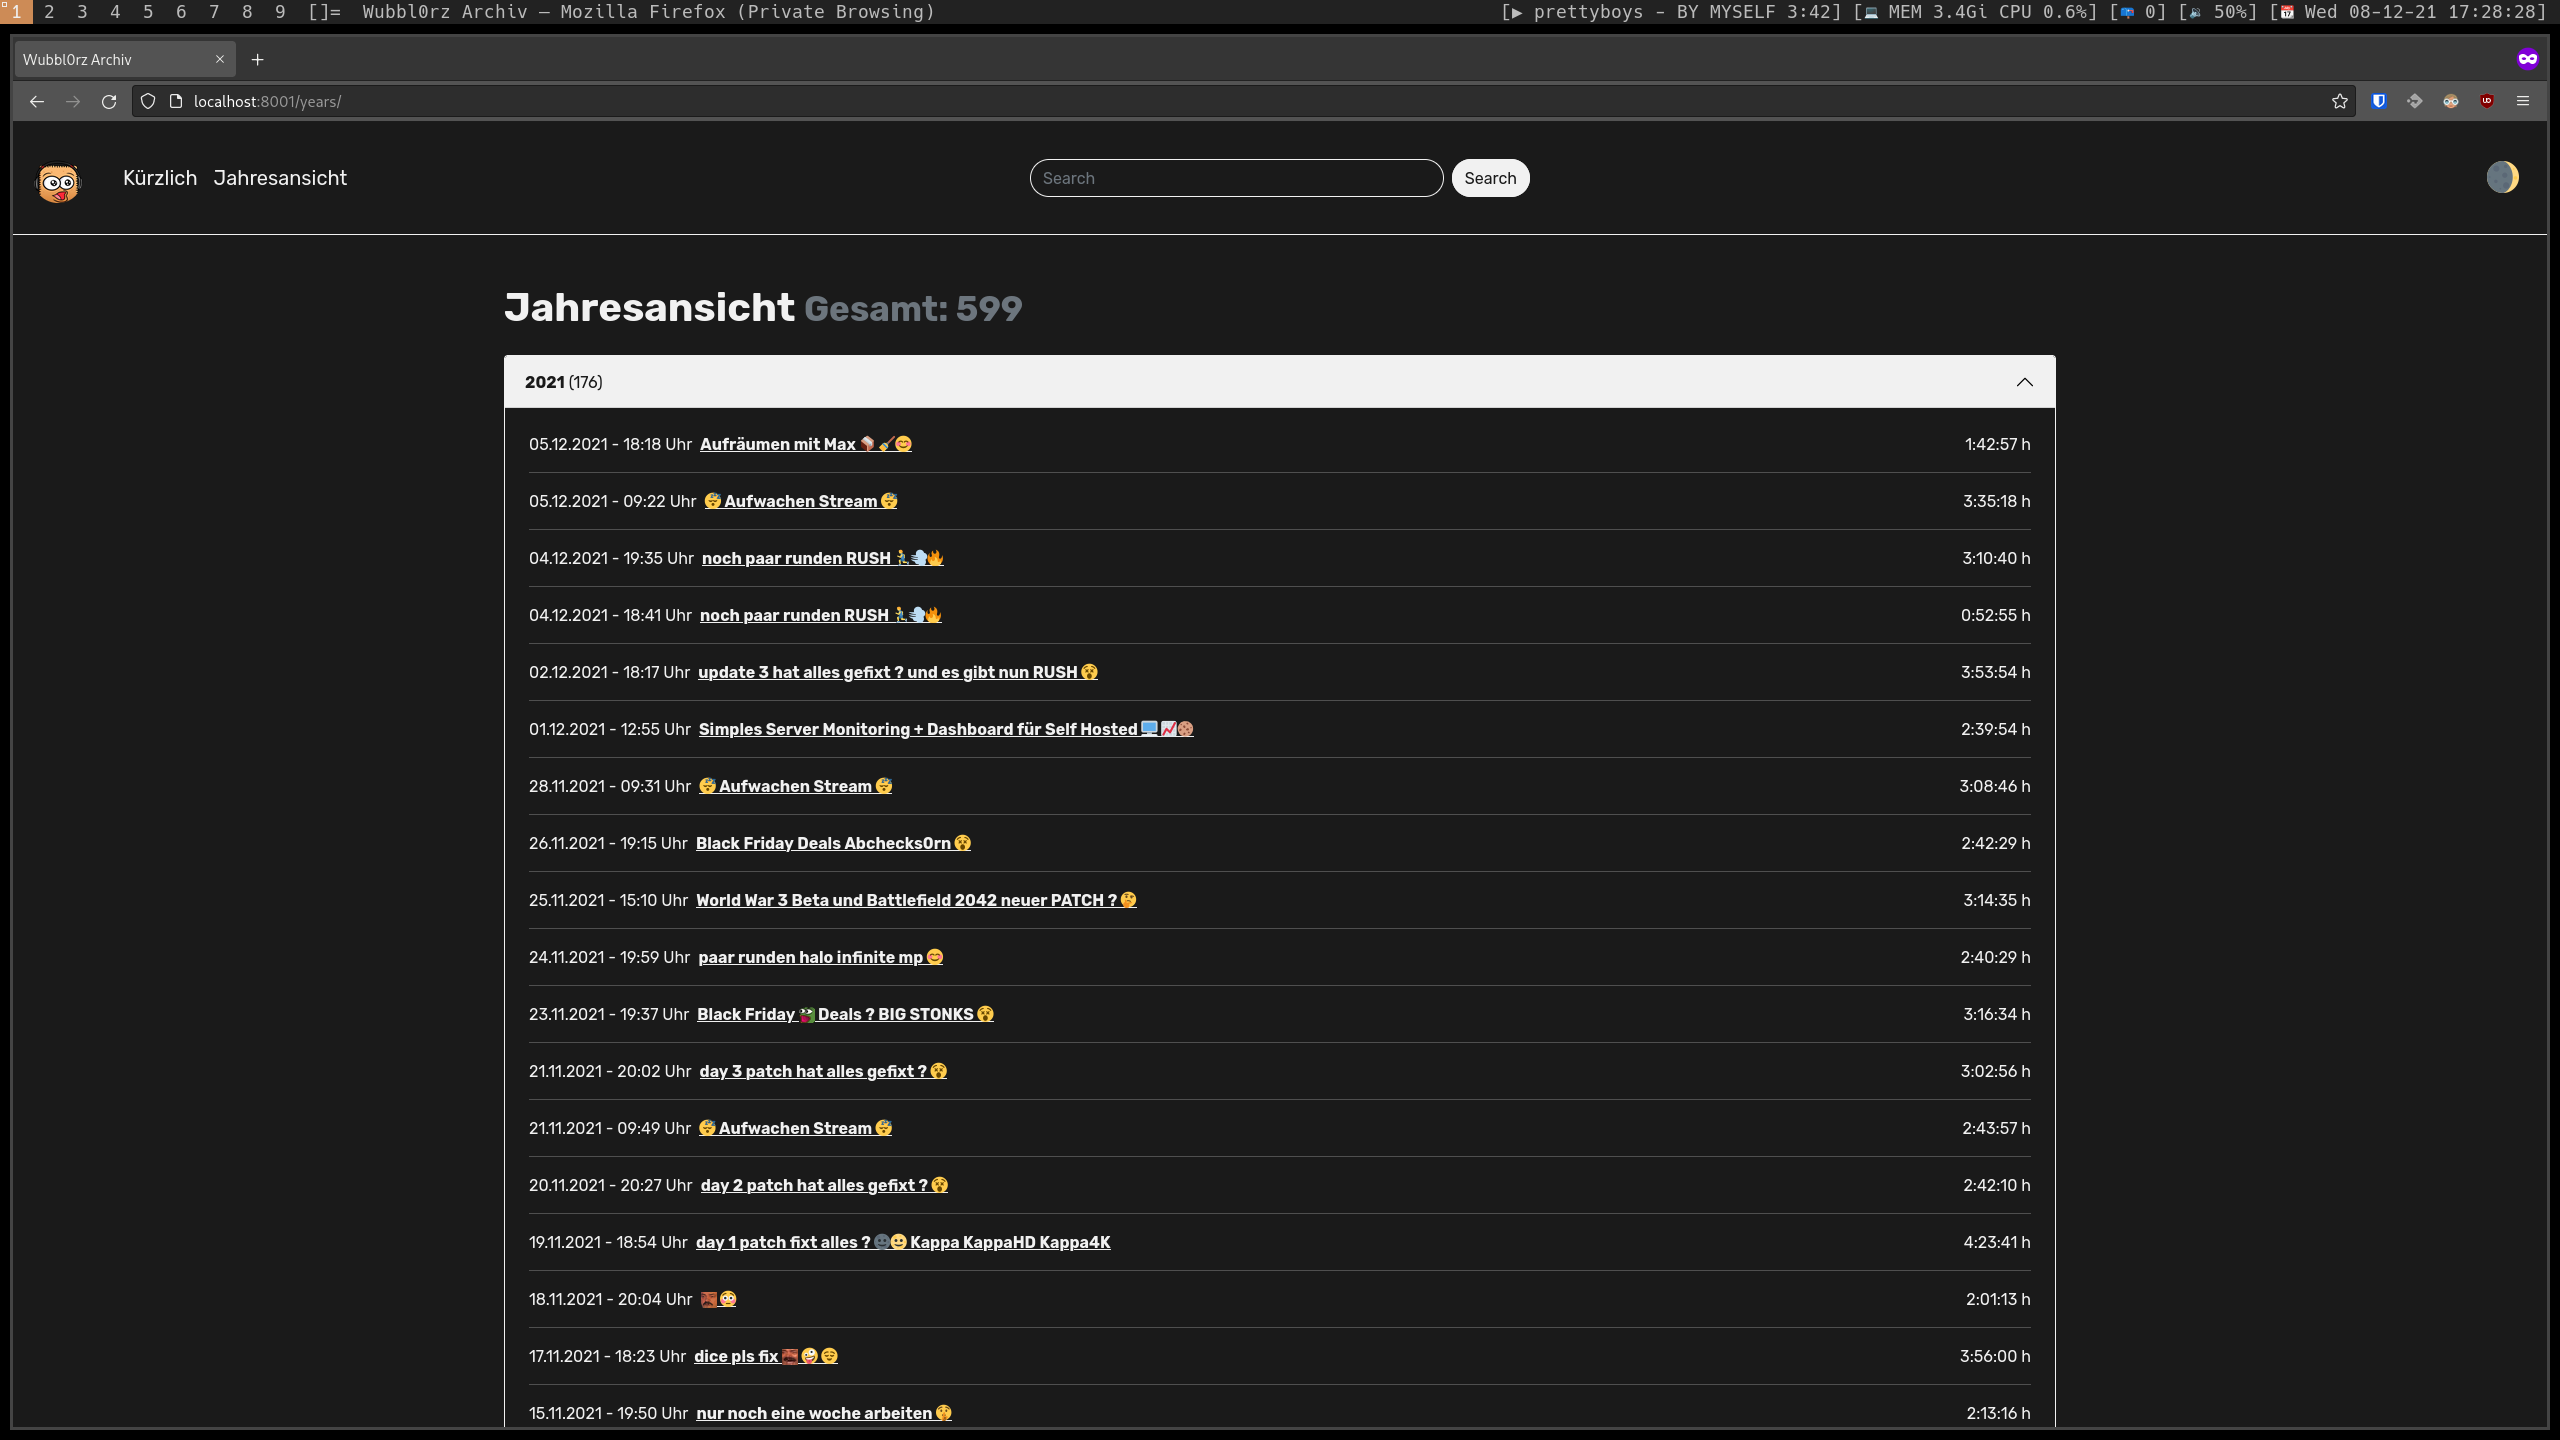 1 2 3 4 5 6 7 8 9 []= Wubbl0rz Archiv — Mozilla Firefox (Private Browsing) [▶ prettyboys - BY MYSELF 3:42] [💻 MEM 3.4Gi CPU 0.6%] [📪 0] [🔉 50%] [📆 Wed 08-12-21 17:28:28]
Wubbl0rz Archiv
localhost:8001/years/
Kürzlich Jahresansicht Search Search
Jahresansicht Gesamt: 599
2021 (176)
05.12.2021 - 18:18 Uhr Aufräumen mit Max 1:42:57 h
05.12.2021 - 09:22 Uhr 😴 Aufwachen Stream 😴 3:35:18 h
04.12.2021 - 19:35 Uhr noch paar runden RUSH 🏃‍♂️💨🔥 3:10:40 h
04.12.2021 - 18:41 Uhr noch paar runden RUSH 🏃‍♂️💨🔥 0:52:55 h
02.12.2021 - 18:17 Uhr update 3 hat alles gefixt ? und es gibt nun RUSH 😵 3:53:54 h
01.12.2021 - 12:55 Uhr Simples Server Monitoring + Dashboard für Self Hosted 🖥️📈🍪 2:39:54 h
28.11.2021 - 09:31 Uhr 😴 Aufwachen Stream 😴 3:08:46 h
26.11.2021 - 19:15 Uhr Black Friday Deals Abchecks0rn 😵 2:42:29 h
25.11.2021 - 15:10 Uhr World War 3 Beta und Battlefield 2042 neuer PATCH ? 🤔 3:14:35 h
24.11.2021 - 19:59 Uhr paar runden halo infinite mp 😊 2:40:29 h
23.11.2021 - 19:37 Uhr Black Friday Deals ? BIG STONKS 😵 3:16:34 h
21.11.2021 - 20:02 Uhr day 3 patch hat alles gefixt ? 😵 3:02:56 h
21.11.2021 - 09:49 Uhr 😴 Aufwachen Stream 😴 2:43:57 h
20.11.2021 - 20:27 Uhr day 2 patch hat alles gefixt ? 😵 2:42:10 h
19.11.2021 - 18:54 Uhr day 1 patch fixt alles ? 🌚😀 Kappa KappaHD Kappa4K 4:23:41 h
18.11.2021 - 20:04 Uhr 2:01:13 h
17.11.2021 - 18:23 Uhr dice pls fix 3:56:00 h
15.11.2021 - 19:50 Uhr nur noch eine woche arbeiten 2:13:16 h